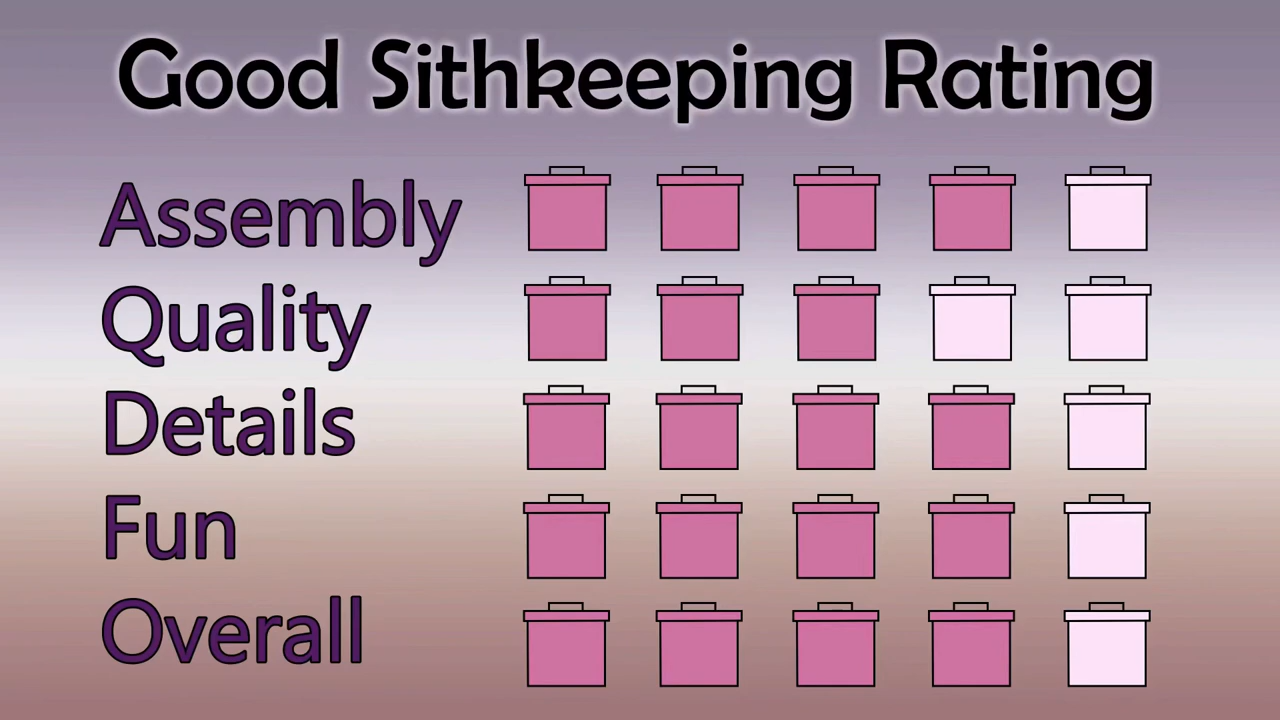 Good Sithkeeping Rating
Assembly
Quality
Details
Fun
Overall